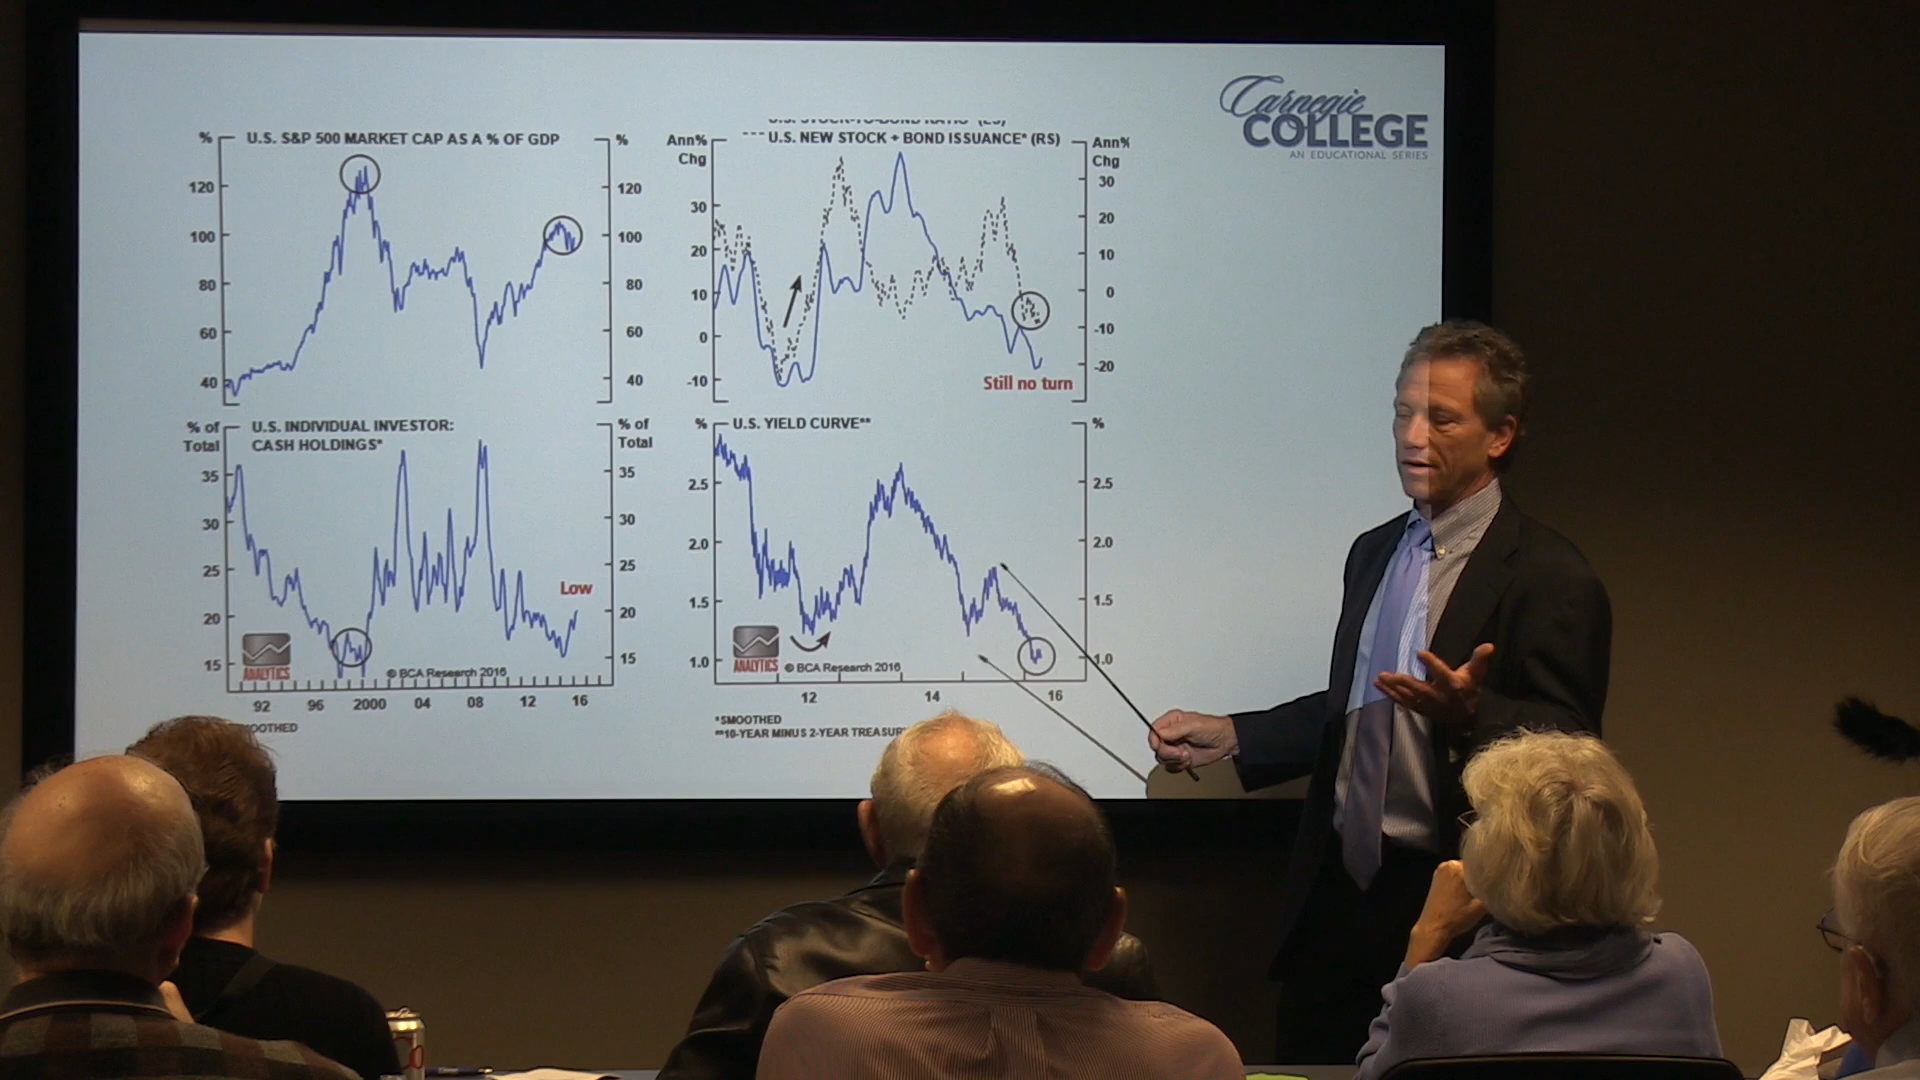 Carnegie
COLLEGE
AN EDUCATIONAL SERIES
% U.S. S&P 500 MARKET CAP AS A % OF GDP %
120 120
100 100
80 80
60 60
40 40
Ann% --- U.S. NEW STOCK + BOND ISSUANCE* (RS) Ann%
Chg Chg
30 30
20 20
10 10
0 0
-10 -10
-20
Still no turn
% of U.S. INDIVIDUAL INVESTOR: % of
Total CASH HOLDINGS* Total
35 35
30 30
25 25
Low
20 20
15 15
ANALYTICS
© BCA Research 2016
92 96 2000 04 08 12 16
% U.S. YIELD CURVE** %
2.5 2.5
2.0 2.0
1.5 1.5
1.0 1.0
ANALYTICS
© BCA Research 2016
12 14 16
*SMOOTHED
**10-YEAR MINUS 2-YEAR